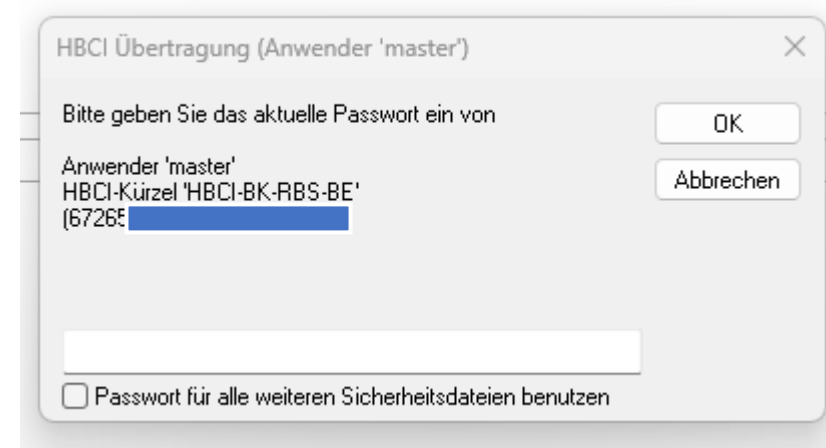 HBCI Übertragung (Anwender 'master')
Bitte geben Sie das aktuelle Passwort ein von
OK
Anwender 'master'
Abbrechen
HBCI-Kürzel 'HBCI-BK-RBS-BE'
(67265
Passwort für alle weiteren Sicherheitsdateien benutzen